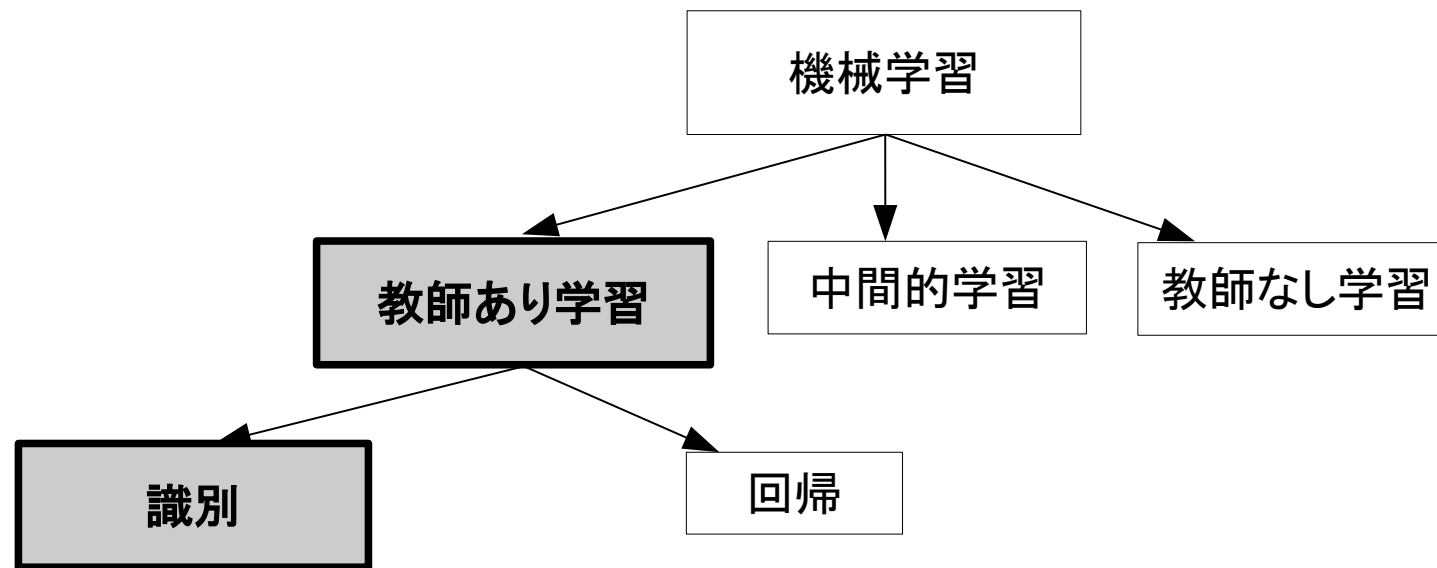 機械学習
教師あり学習
中間的学習
教師なし学習
識別
回帰